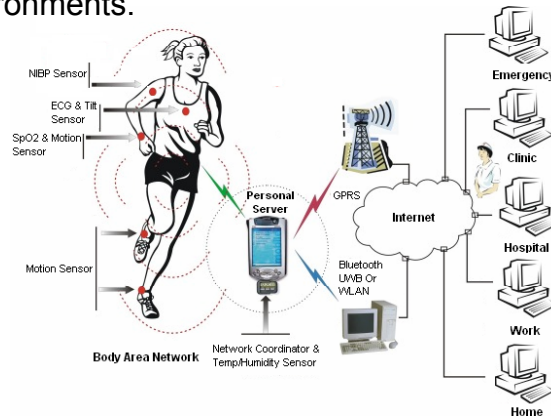 onments.
NIBP Sensor
ECG & Tilt
Sensor
SpO2 & Motion
Sensor
Motion Sensor
Body Area Network
Personal
Server
Network Coordinator &
Temp/Humidity Sensor
GPRS
Bluetooth
UWB Or
WLAN
Internet
Emergency
Clinic
Hospital
Work
Home